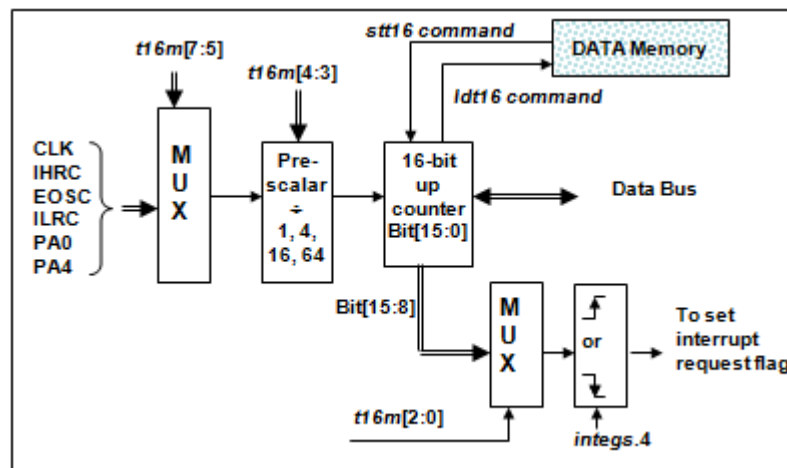 stt16 command
DATA Memory
t16m[7:5]
t16m[4:3]
ldt16 command
CLK
IHRC
EOSC
ILRC
PA0
PA4
M
U
X
Pre-
scalar
÷
1, 4,
16, 64
16-bit
up
counter
Bit[15:0]
Data Bus
Bit[15:8]
M
U
X
or
To set
interrupt
request flag
t16m[2:0]
integs.4